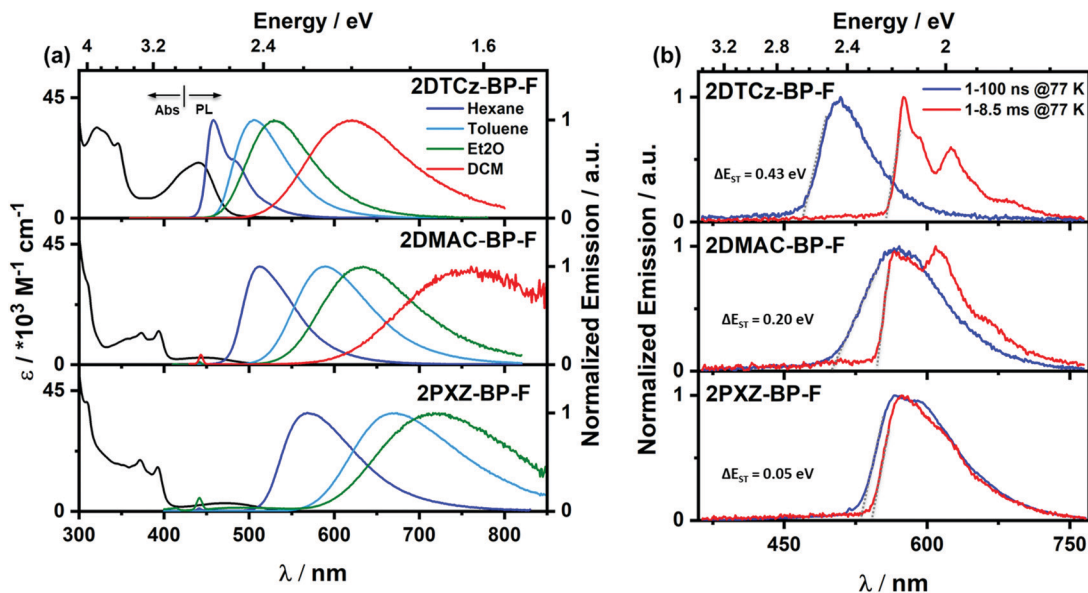 Energy / eV
(a)
4 3.2 2.4 1.6
2DTCz-BP-F
Abs PL
Hexane
Toluene
Et2O
DCM
45
0
1
0
2DMAC-BP-F
45
0
1
0
2PXZ-BP-F
45
0
1
0
300 400 500 600 700 800
λ / nm
ε / *10³ M⁻¹ cm⁻¹
Normalized Emission / a.u.
Energy / eV
(b)
3.2 2.8 2.4 2
2DTCz-BP-F
1-100 ns @77 K
1-8.5 ms @77 K
ΔE_ST = 0.43 eV
1
0
2DMAC-BP-F
ΔE_ST = 0.20 eV
1
0
2PXZ-BP-F
ΔE_ST = 0.05 eV
1
0
450 600 750
λ / nm
Normalized Emission / a.u.